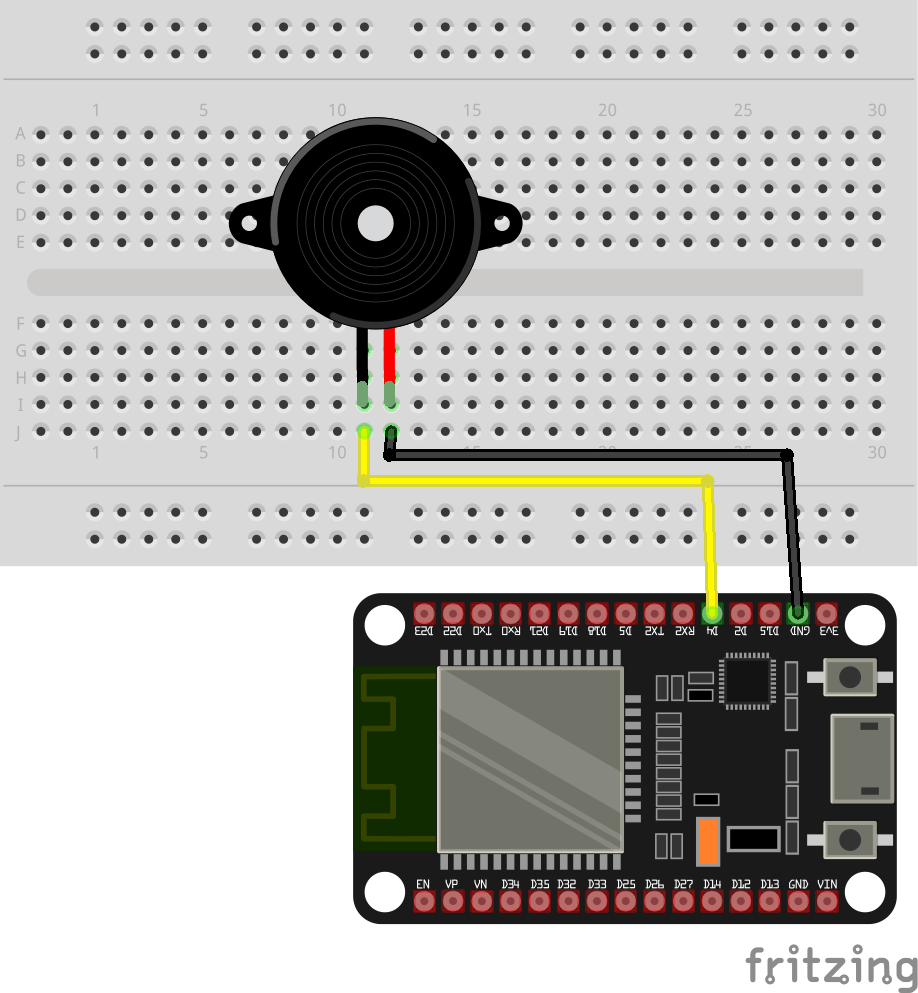 1 5 10 15 20 25 30
A
B
C
D
E
F
G
H
I
J
1 5 10 15 20 25 30
D23 D22 TX0 RX0 D21 D19 D18 D5 TX2 RX2 D4 D2 D15 GND 3V3
EN VP VN D34 D35 D32 D33 D25 D26 D27 D14 D12 D13 GND VIN
fritzing